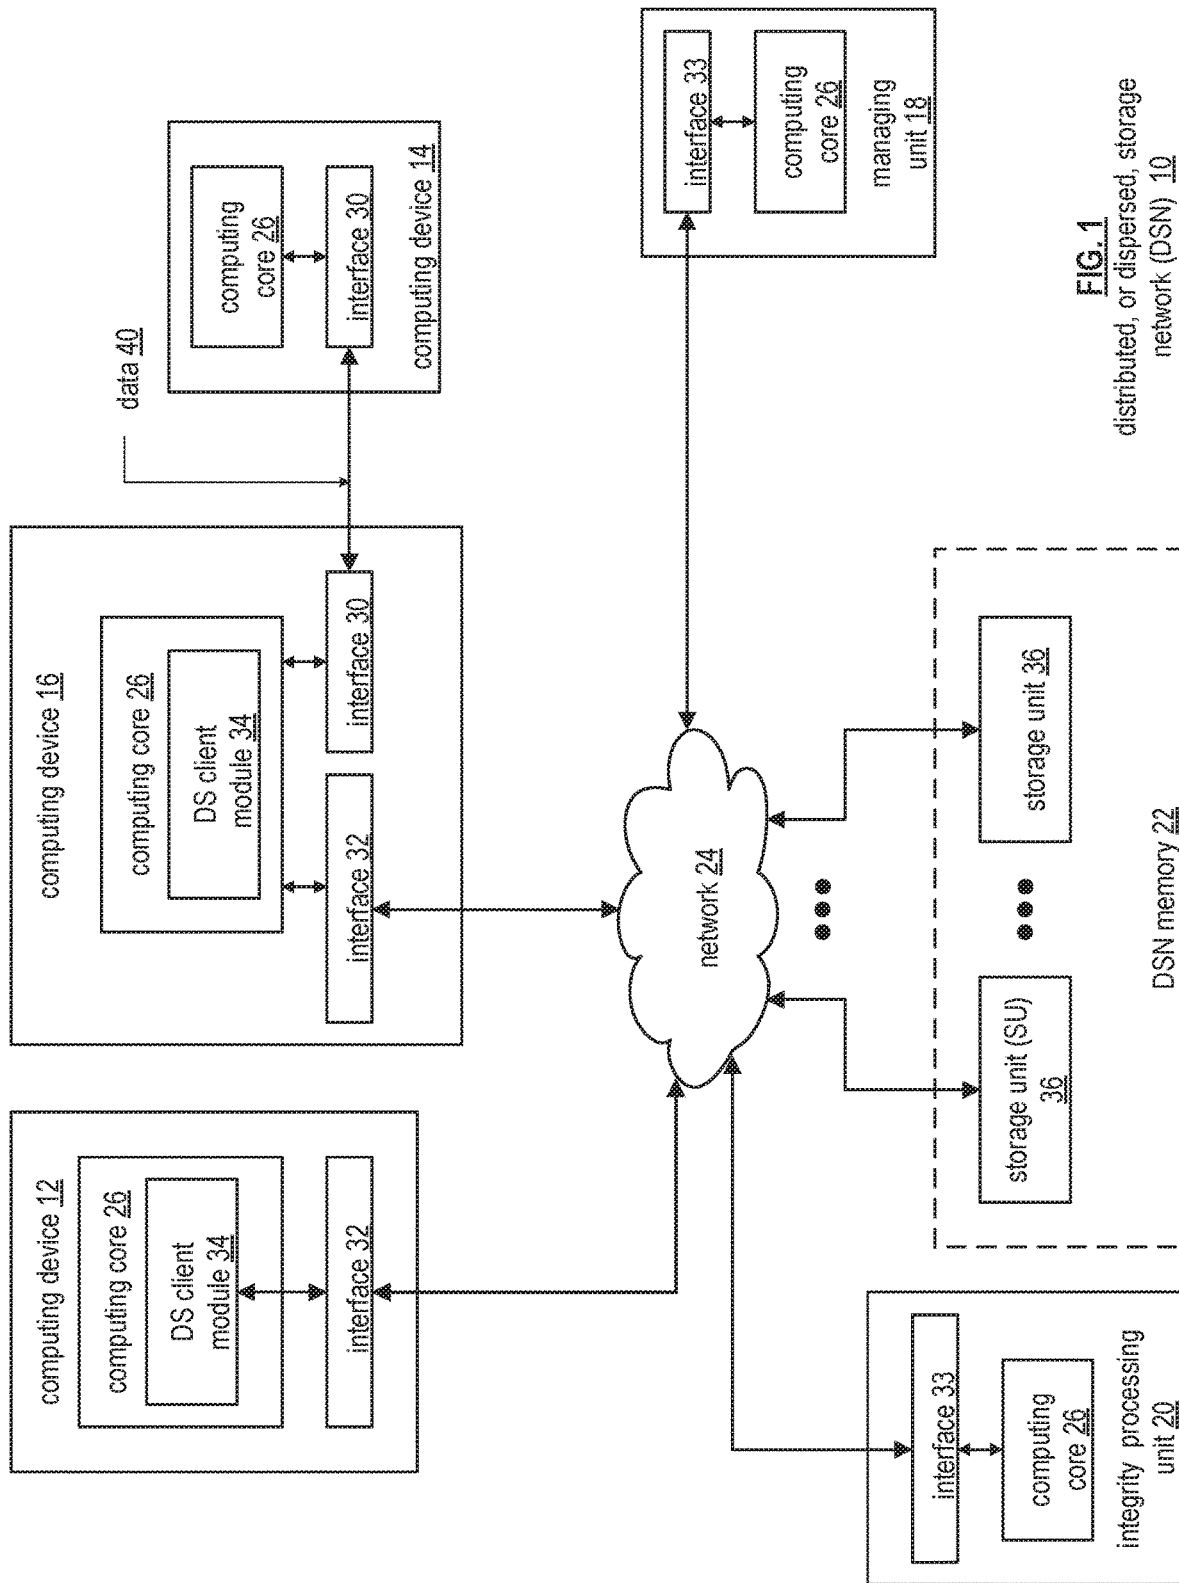 computing device 12
computing core 26
DS client
module 34
interface 32
computing device 16
computing core 26
DS client
module 34
interface 32
interface 30
data 40
computing
core 26
interface 30
computing device 14
network 24
interface 33
computing
core 26
managing
unit 18
interface 33
computing
core 26
integrity processing
unit 20
storage unit (SU)
36
storage unit 36
DSN memory 22
FIG. 1
distributed, or dispersed, storage
network (DSN) 10